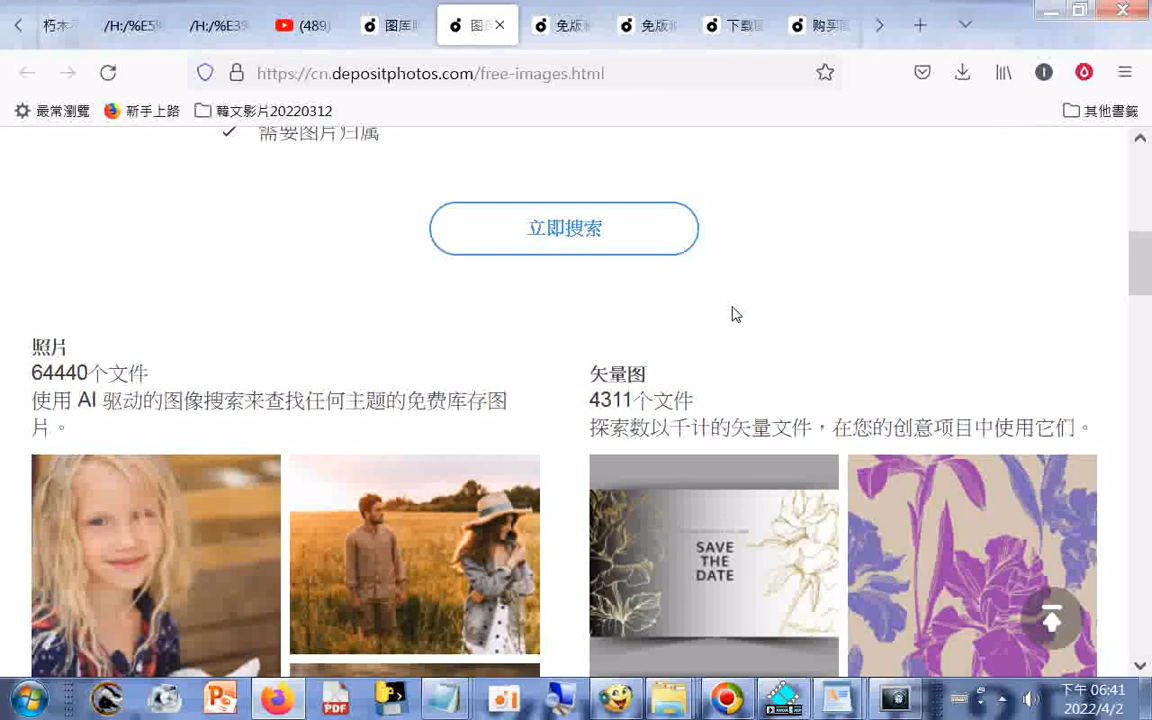 朽木
/H:/%E5%
/H:/%E3%
(489)
图库
图
免版
免版
下载
购买
https://cn.depositphotos.com/free-images.html
最常瀏覽
新手上路
韓文影片20220312
其他書籤
需要图片归属
立即搜索
照片
64440个文件
使用 AI 驱动的图像搜索来查找任何主题的免费库存图
片。
矢量图
4311个文件
探索数以千计的矢量文件，在您的创意项目中使用它们。
SAVE
THE
DATE
下午 06:41
2022/4/2